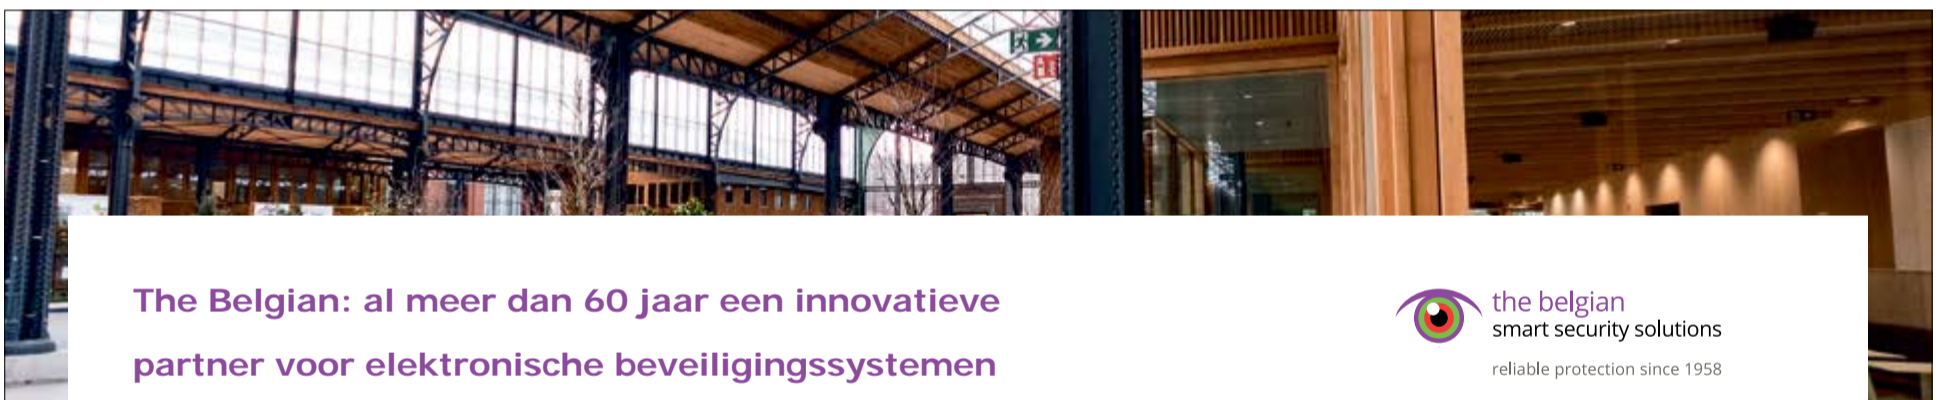 The Belgian: al meer dan 60 jaar een innovatieve
partner voor elektronische beveiligingssystemen
the belgian
smart security solutions
reliable protection since 1958